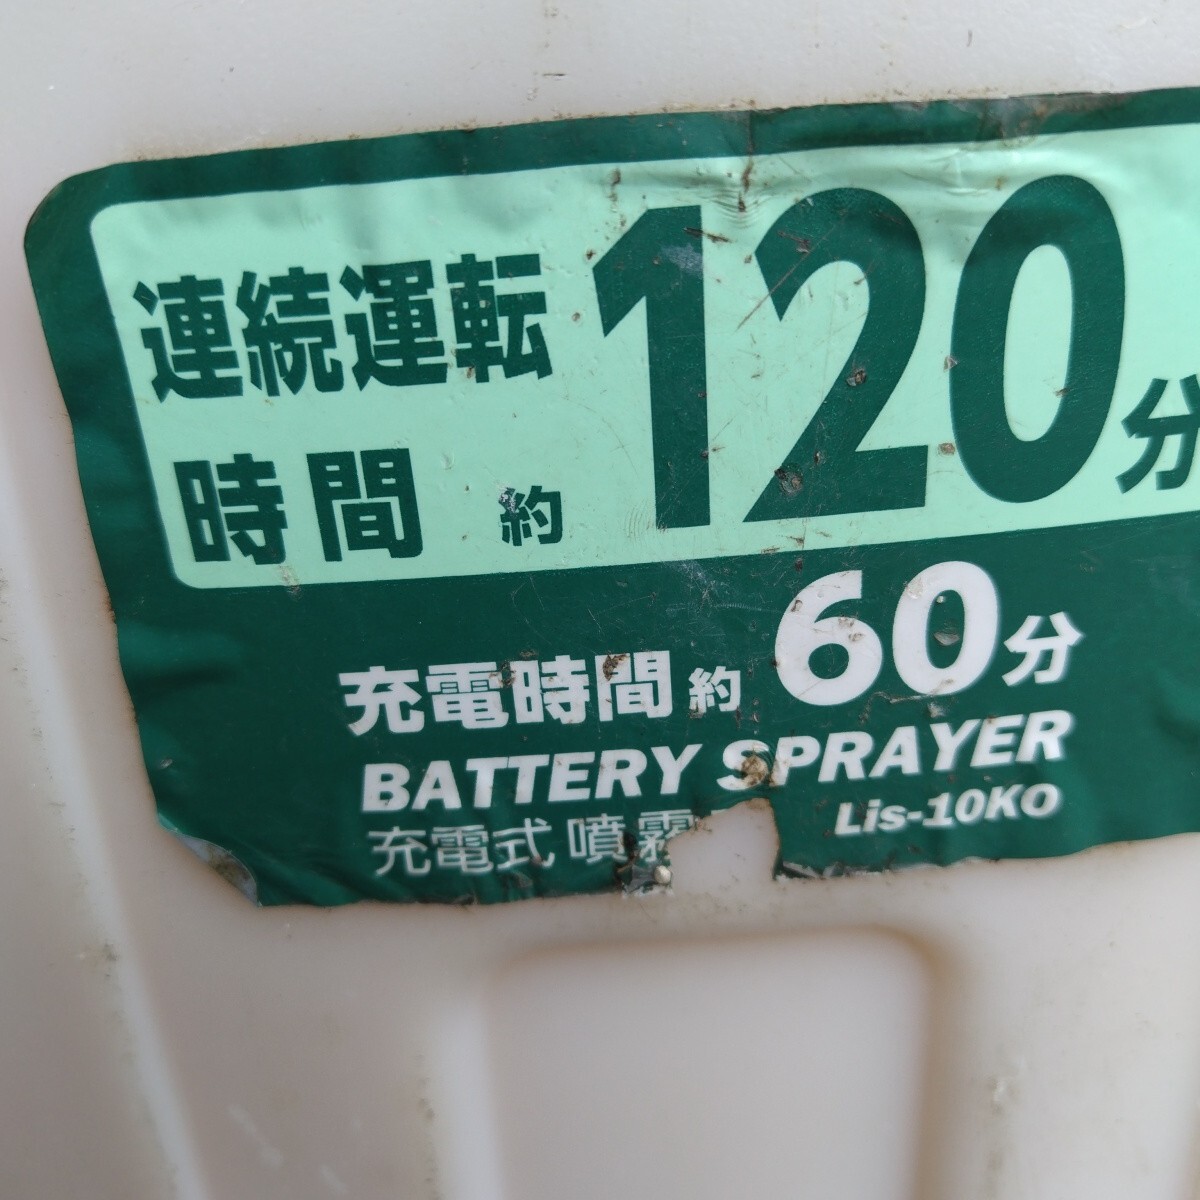 連続運転
時間 約 120分
充電時間 約 60分
BATTERY SPRAYER
Lis-10KO
充電式 噴霧